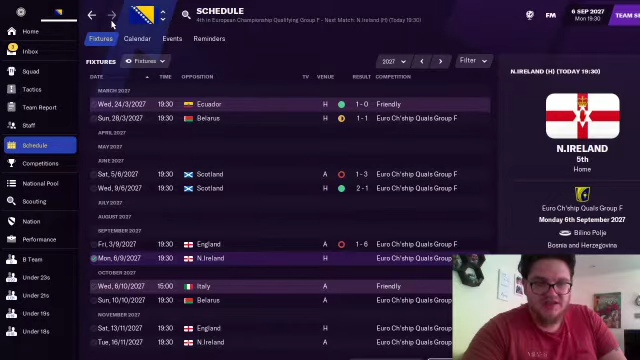 SCHEDULE
4th in European Championship Qualifying Group F - Next Match: N.Ireland (H) (Today 19:30)
FM
6 SEP 2027
Mon 19:30
TEAM SE
Home
Inbox
Squad
Tactics
Team Report
Staff
Schedule
Competitions
National Pool
Scouting
Nation
Performance
B Team
Under 23s
Under 21s
Under 19s
Under 18s
Fixtures Calendar Events Reminders
FIXTURES Fixtures 2027 Filter
DATE TIME OPPOSITION TV VENUE RESULT COMPETITION
MARCH 2027
Wed, 24/3/2027 19:30 Ecuador H 1 - 0 Friendly
Sun, 28/3/2027 19:30 Belarus H 1 - 1 Euro Ch'ship Quals Group F
APRIL 2027
MAY 2027
JUNE 2027
Sat, 5/6/2027 19:30 Scotland A 1 - 3 Euro Ch'ship Quals Group F
Wed, 9/6/2027 19:30 Scotland H 2 - 1 Euro Ch'ship Quals Group F
JULY 2027
AUGUST 2027
SEPTEMBER 2027
Fri, 3/9/2027 19:30 England A 1 - 6 Euro Ch'ship Quals Group F
Mon, 6/9/2027 19:30 N.Ireland H Euro Ch'ship Quals Group F
OCTOBER 2027
Wed, 6/10/2027 15:00 Italy A Friendly
Sun, 10/10/2027 19:30 Belarus A Euro Ch'ship Quals
NOVEMBER 2027
Sat, 13/11/2027 19:30 England H Euro Ch'ship Quals
Tue, 16/11/2027 19:30 N.Ireland A Euro Ch'ship Quals
N.IRELAND (H) (TODAY 19:30)
N.IRELAND
5th
Home
Euro Ch'ship Quals Group F
Monday 6th September 2027
Bilino Polje
Bosnia and Herzegovina